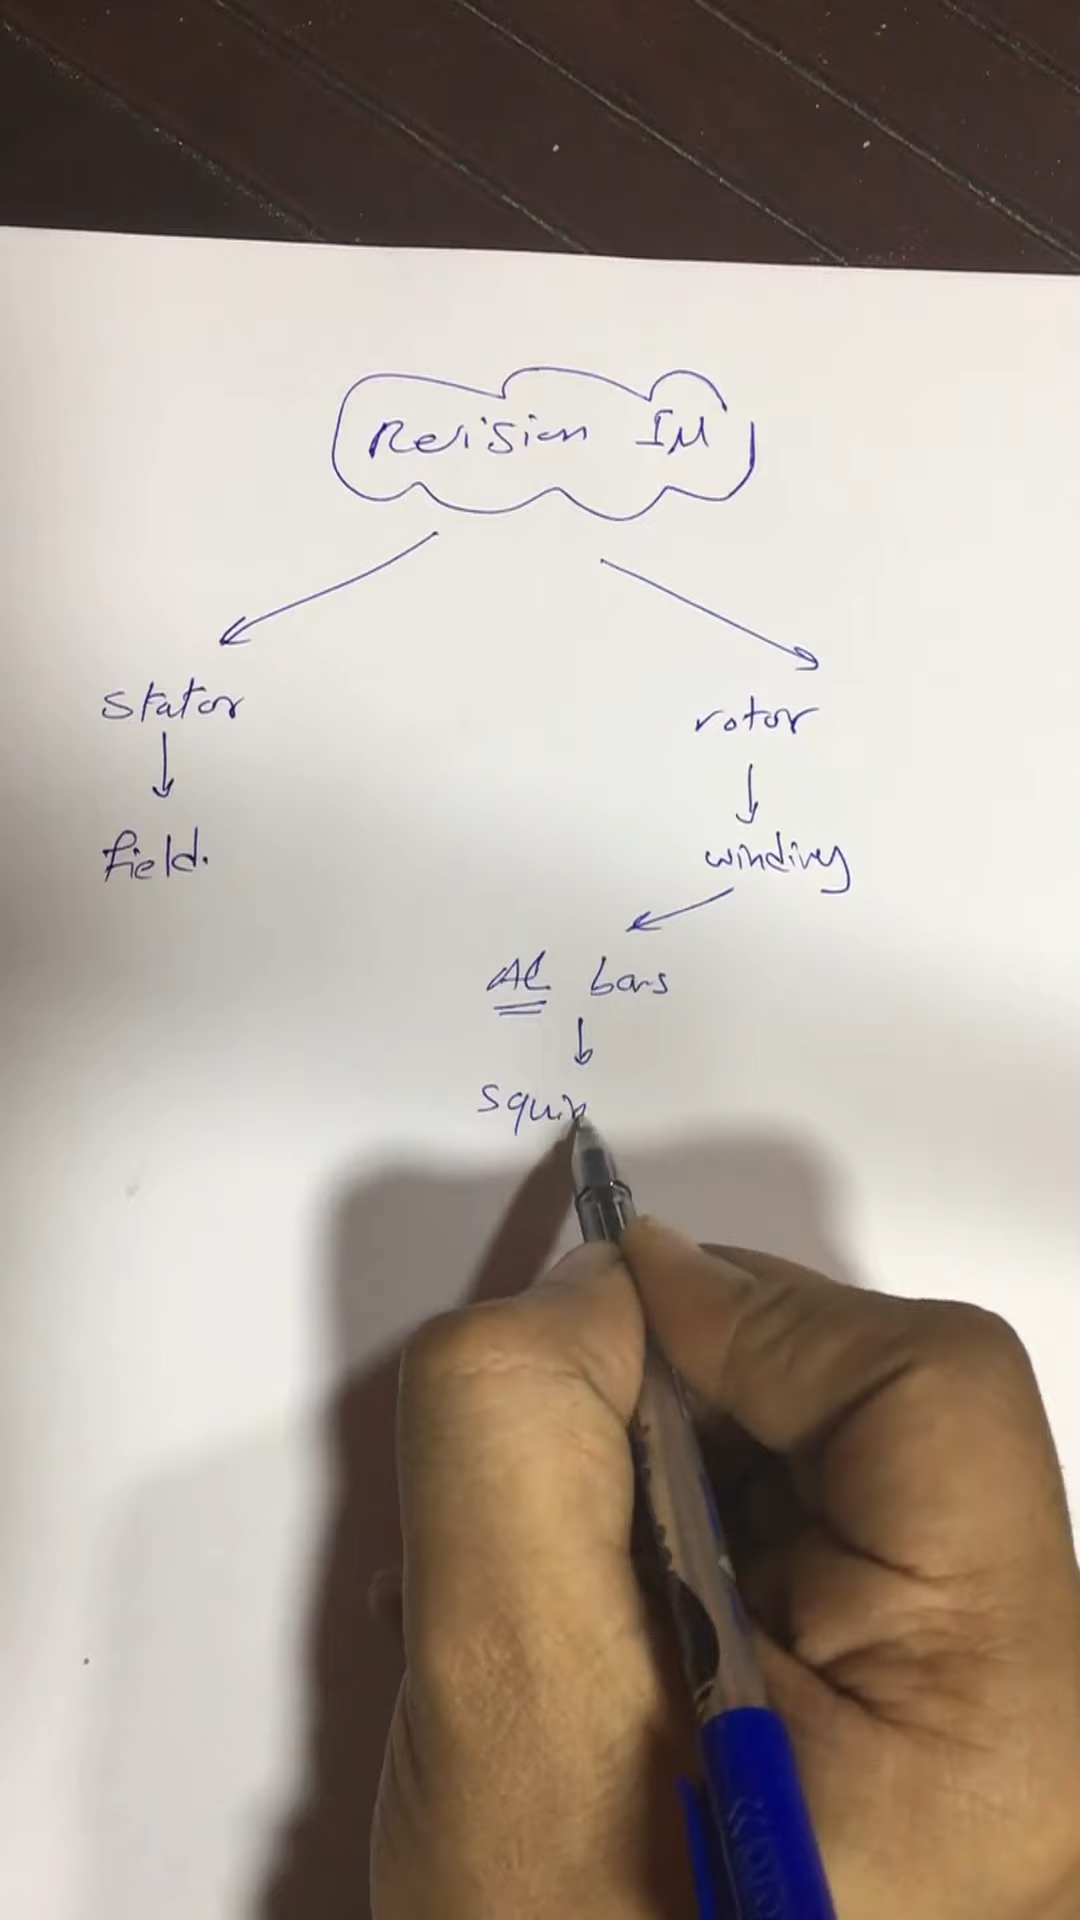 Revision IM
stator
rotor
field.
winding
Al bars
squir